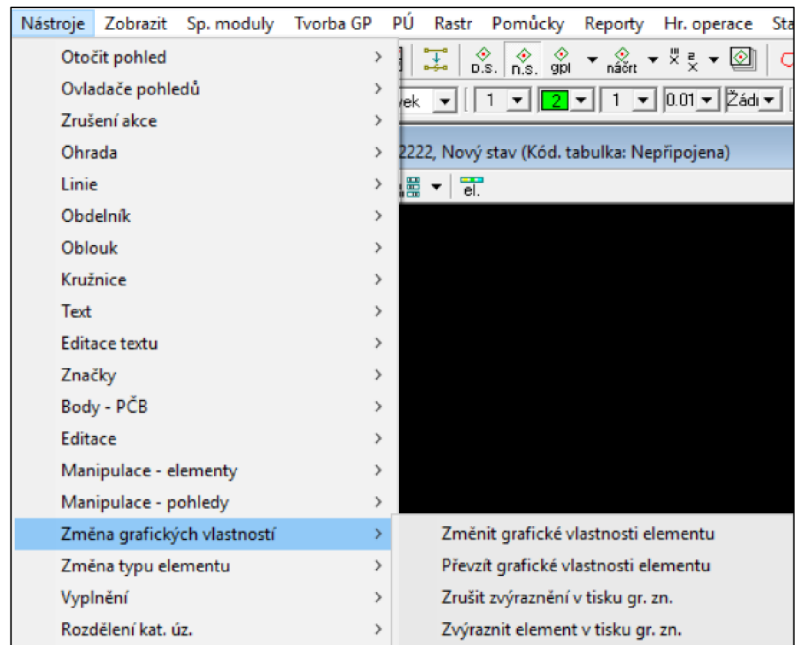 Nástroje Zobrazit Sp. moduly Tvorba GP PÚ Rastr Pomůcky Reporty Hr. operace
D.s. n.s. gpl náčrt
1 2 1 0.01
2222, Nový stav (Kód. tabulka: Nepřipojena)
el.
Otočit pohled
Ovladače pohledů
Zrušení akce
Ohrada
Linie
Obdelník
Oblouk
Kružnice
Text
Editace textu
Značky
Body - PČB
Editace
Manipulace - elementy
Manipulace - pohledy
Změna grafických vlastností
Změna typu elementu
Vyplnění
Rozdělení kat. úz.
Změnit grafické vlastnosti elementu
Převzít grafické vlastnosti elementu
Zrušit zvýraznění v tisku gr. zn.
Zvýraznit element v tisku gr. zn.